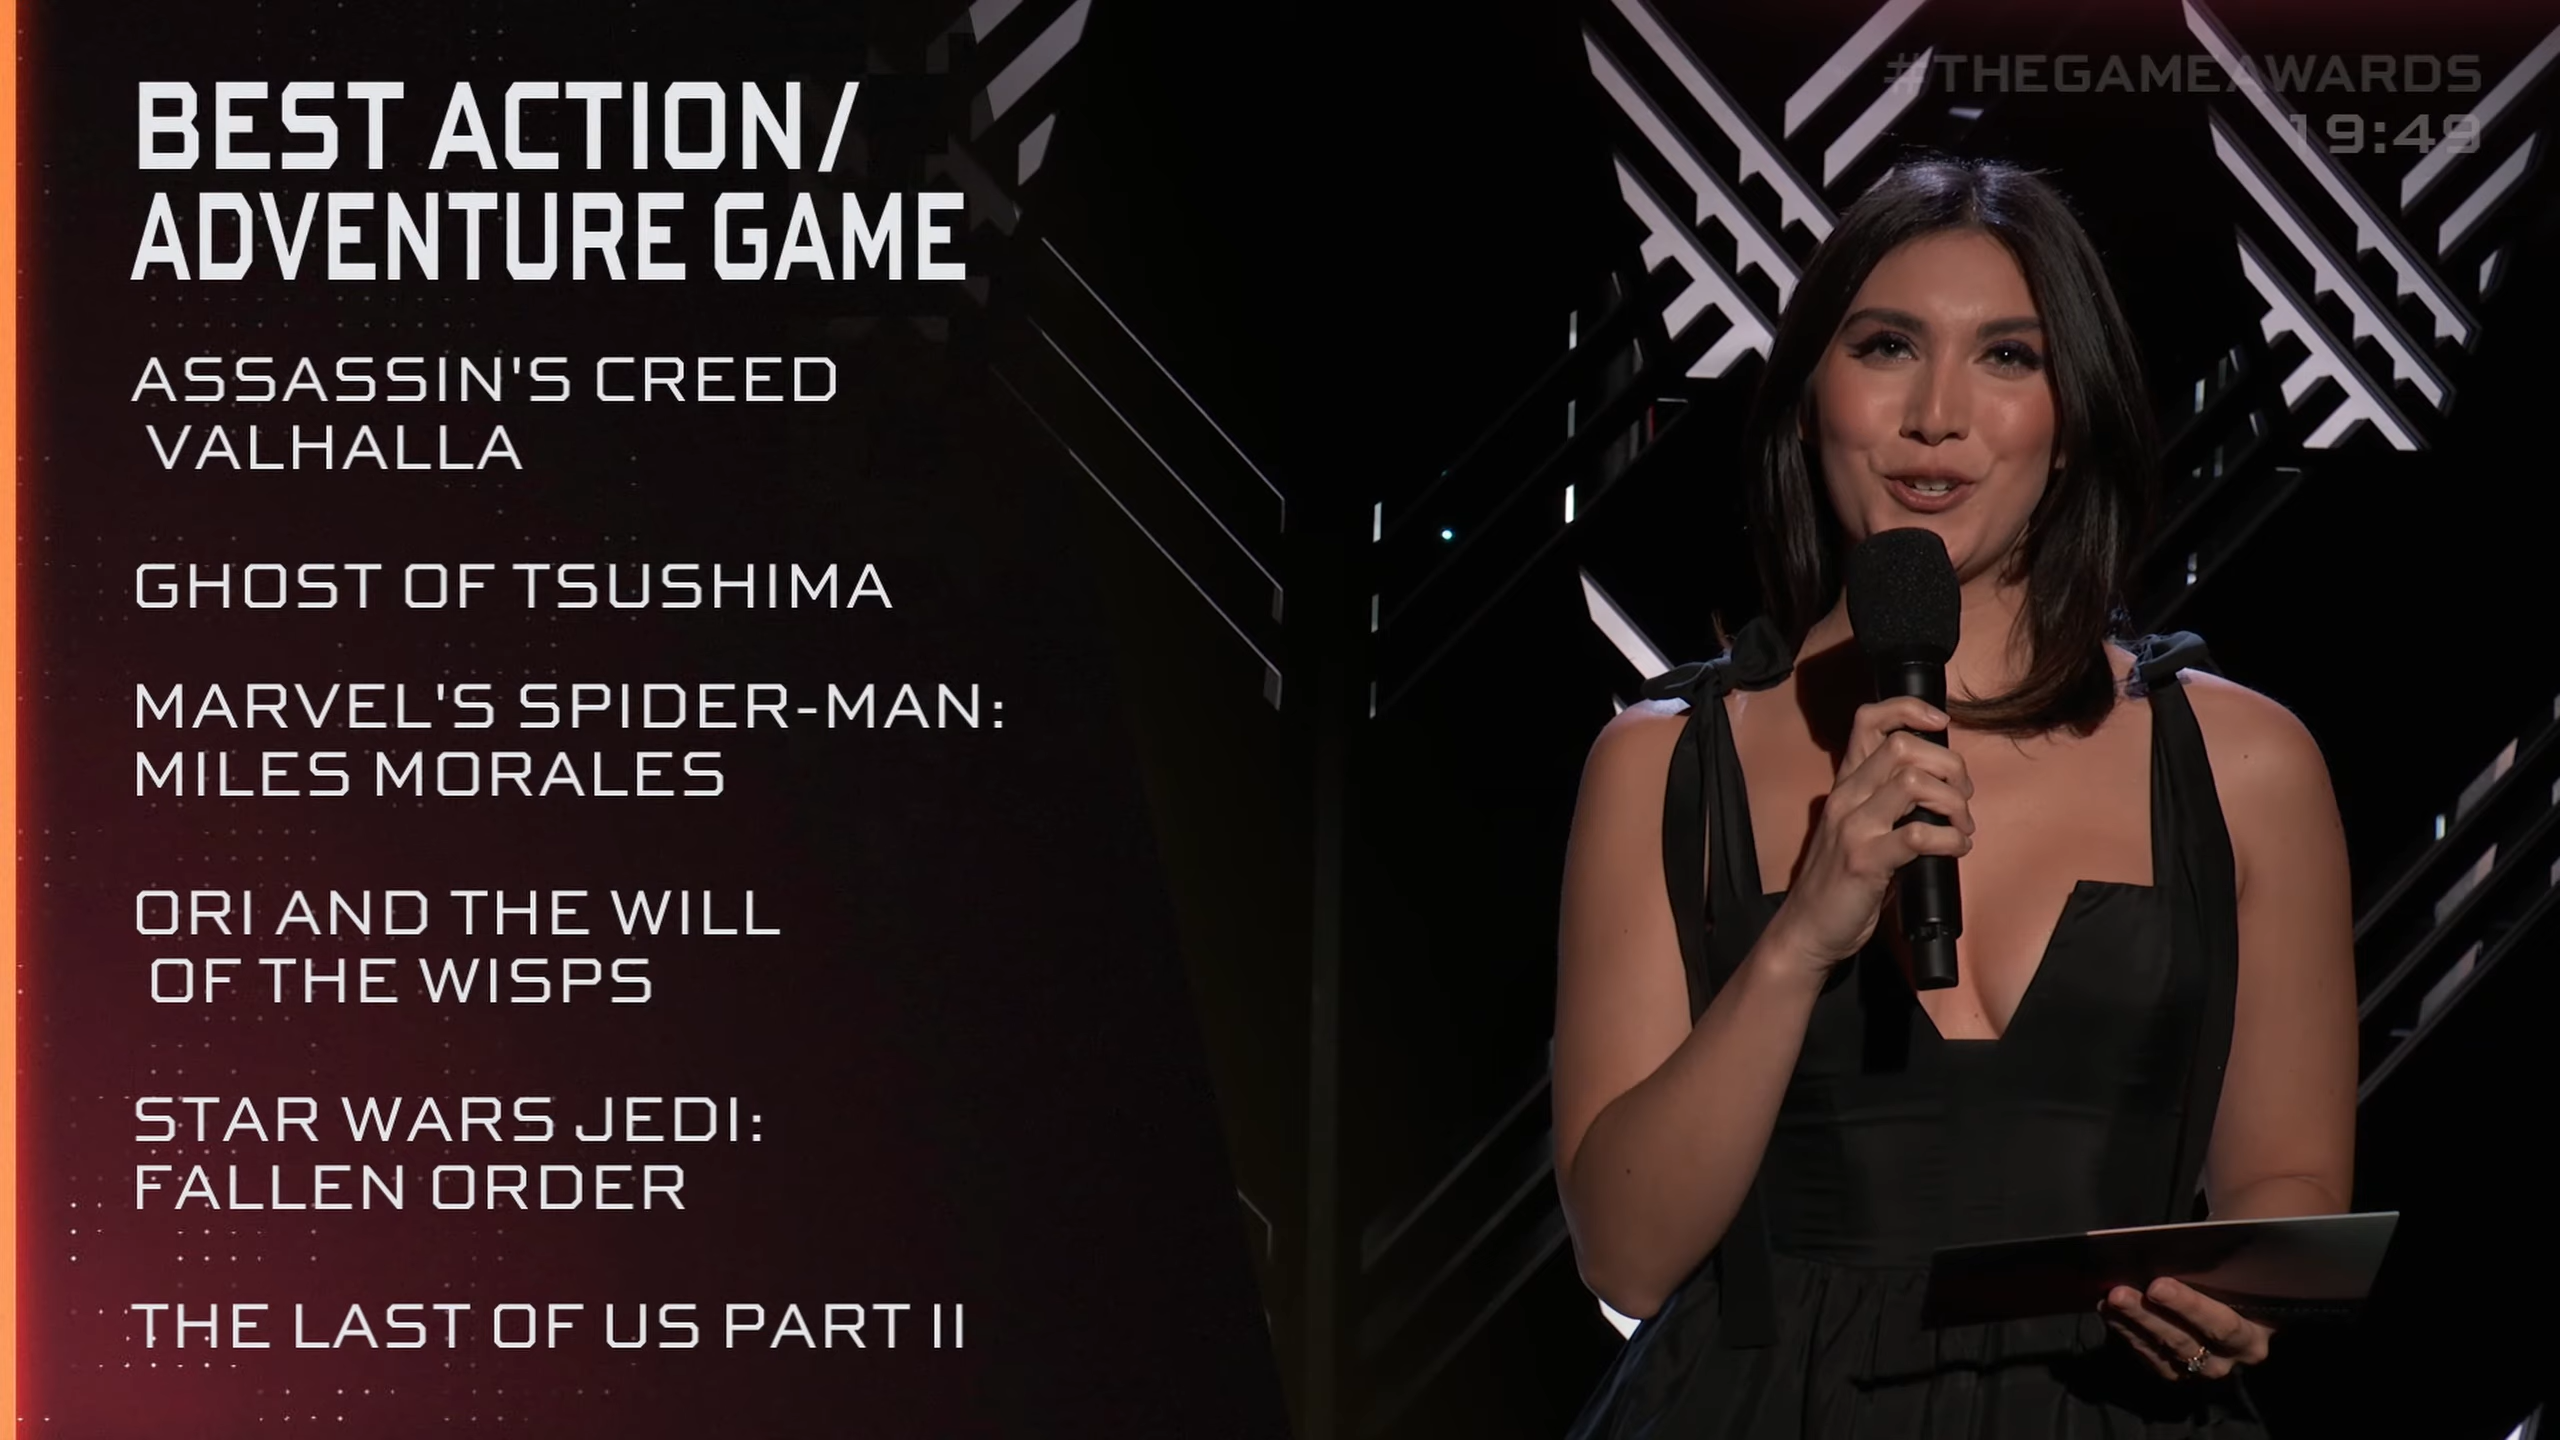 BEST ACTION/
ADVENTURE GAME
ASSASSIN'S CREED
VALHALLA
GHOST OF TSUSHIMA
MARVEL'S SPIDER-MAN:
MILES MORALES
ORI AND THE WILL
OF THE WISPS
STAR WARS JEDI:
FALLEN ORDER
THE LAST OF US PART II
#THEGAMEAWARDS
19:49